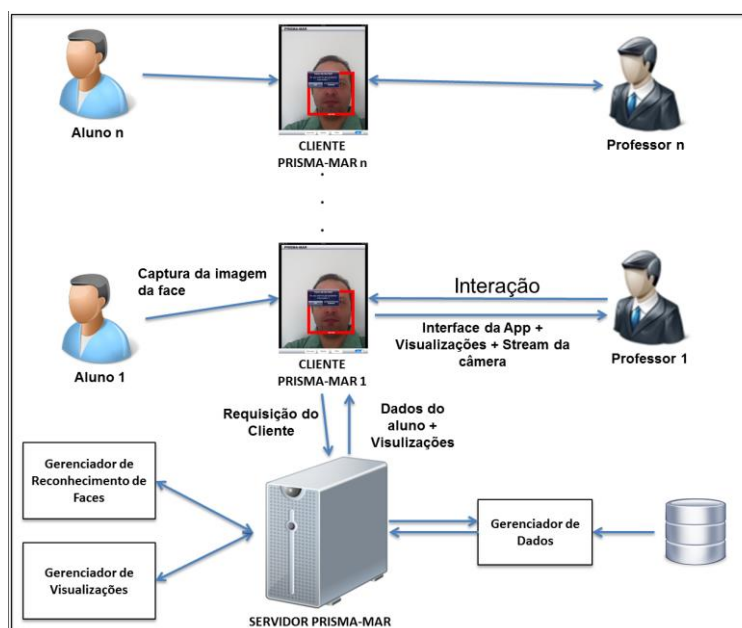 Aluno n
CLIENTE
PRISMA-MAR n
Professor n
.
.
.
Captura da imagem
da face
Interação
Interface da App +
Visualizações + Stream da
câmera
Aluno 1
CLIENTE
PRISMA-MAR 1
Professor 1
Requisição do
Cliente
Dados do
aluno +
Visulizações
Gerenciador de
Reconhecimento de
Faces
Gerenciador de
Dados
Gerenciador de
Visualizações
SERVIDOR PRISMA-MAR